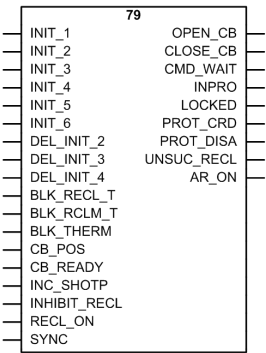 79
INIT_1 OPEN_CB
INIT_2 CLOSE_CB
INIT_3 CMD_WAIT
INIT_4 INPRO
INIT_5 LOCKED
INIT_6 PROT_CRD
DEL_INIT_2 PROT_DISA
DEL_INIT_3 UNSUC_RECL
DEL_INIT_4 AR_ON
BLK_RECL_T
BLK_RCLM_T
BLK_THERM
CB_POS
CB_READY
INC_SHOTP
INHIBIT_RECL
RECL_ON
SYNC